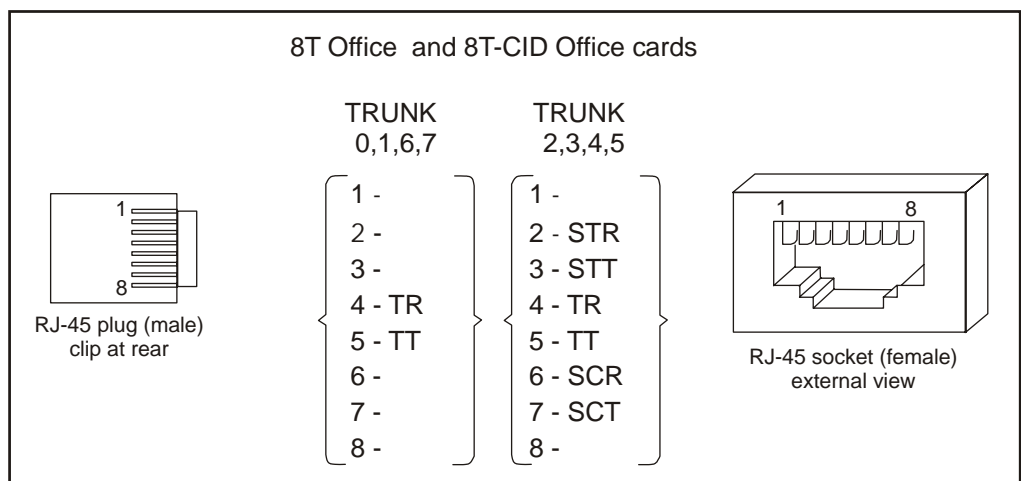 8T Office and 8T-CID Office cards
TRUNK
0,1,6,7
1 -
2 -
3 -
4 - TR
5 - TT
6 -
7 -
8 -
TRUNK
2,3,4,5
1 -
2 - STR
3 - STT
4 - TR
5 - TT
6 - SCR
7 - SCT
8 -
1
8
RJ-45 plug (male)
clip at rear
1 8
RJ-45 socket (female)
external view